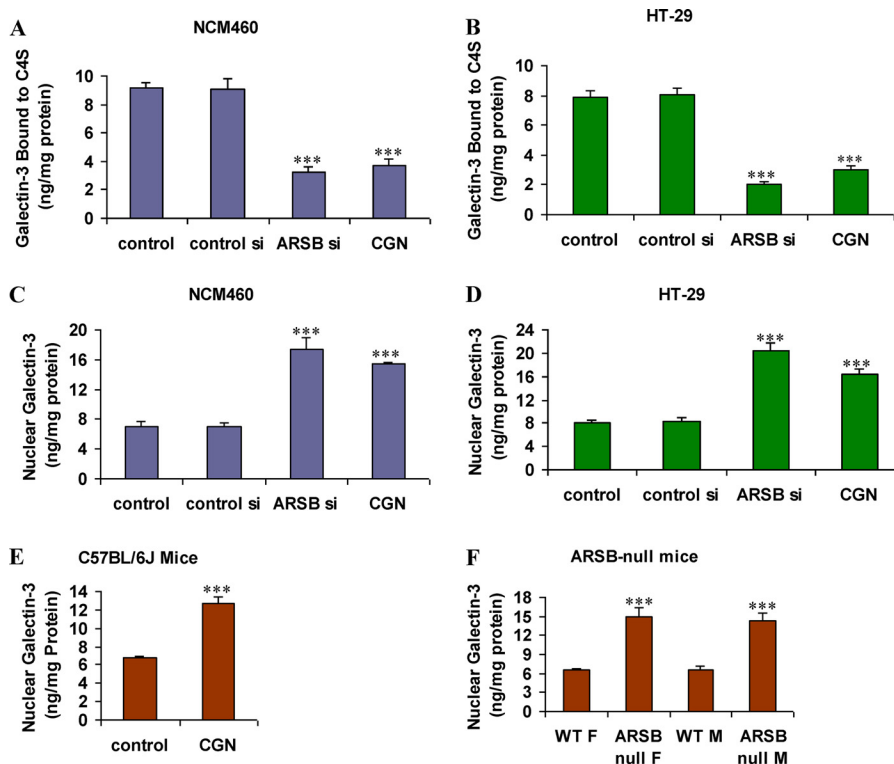 A
NCM460
Galectin-3 Bound to C4S
(ng/mg protein)
12
10
8
6
4
2
0
***
***
control
control si
ARSB si
CGN
B
HT-29
Galectin-3 Bound to C4S
(ng/mg protein)
10
8
6
4
2
0
***
***
control
control si
ARSB si
CGN
C
NCM460
Nuclear Galectin-3
(ng/mg protein)
20
16
12
8
4
0
***
***
control
control si
ARSB si
CGN
D
HT-29
Nuclear Galectin-3
(ng/mg protein)
24
20
16
12
8
4
0
***
***
control
control si
ARSB si
CGN
E
C57BL/6J Mice
Nuclear Galectin-3
(ng/mg Protein)
14
12
10
8
6
4
2
0
***
control
CGN
F
ARSB-null mice
Nuclear Galectin-3
(ng/mg protein)
18
15
12
9
6
3
0
***
***
WT F
ARSB
null F
WT M
ARSB
null M